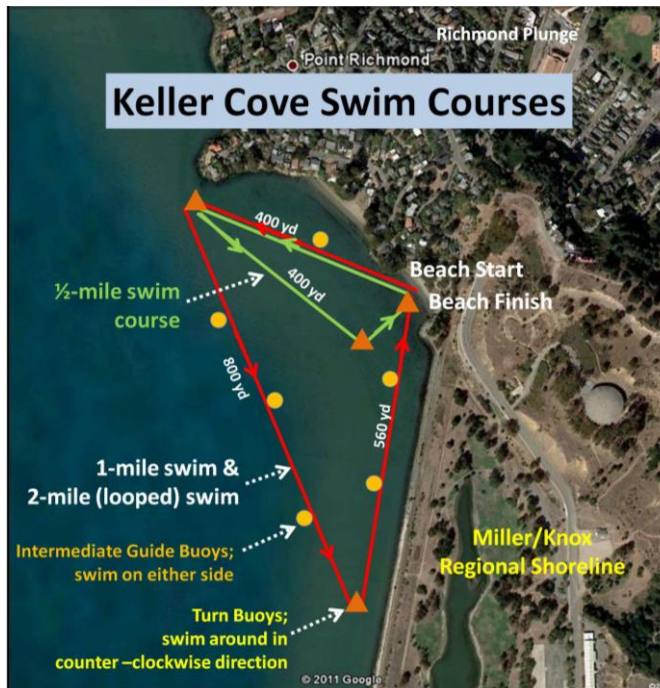 Richmond Plunge
Point Richmond
Keller Cove Swim Courses
400 yd
Beach Start
Beach Finish
400 yd
½-mile swim
course
800 yd
560 yd
1-mile swim &
2-mile (looped) swim
Intermediate Guide Buoys;
swim on either side
Miller/Knox
Regional Shoreline
Turn Buoys;
swim around in
counter –clockwise direction
© 2011 Google